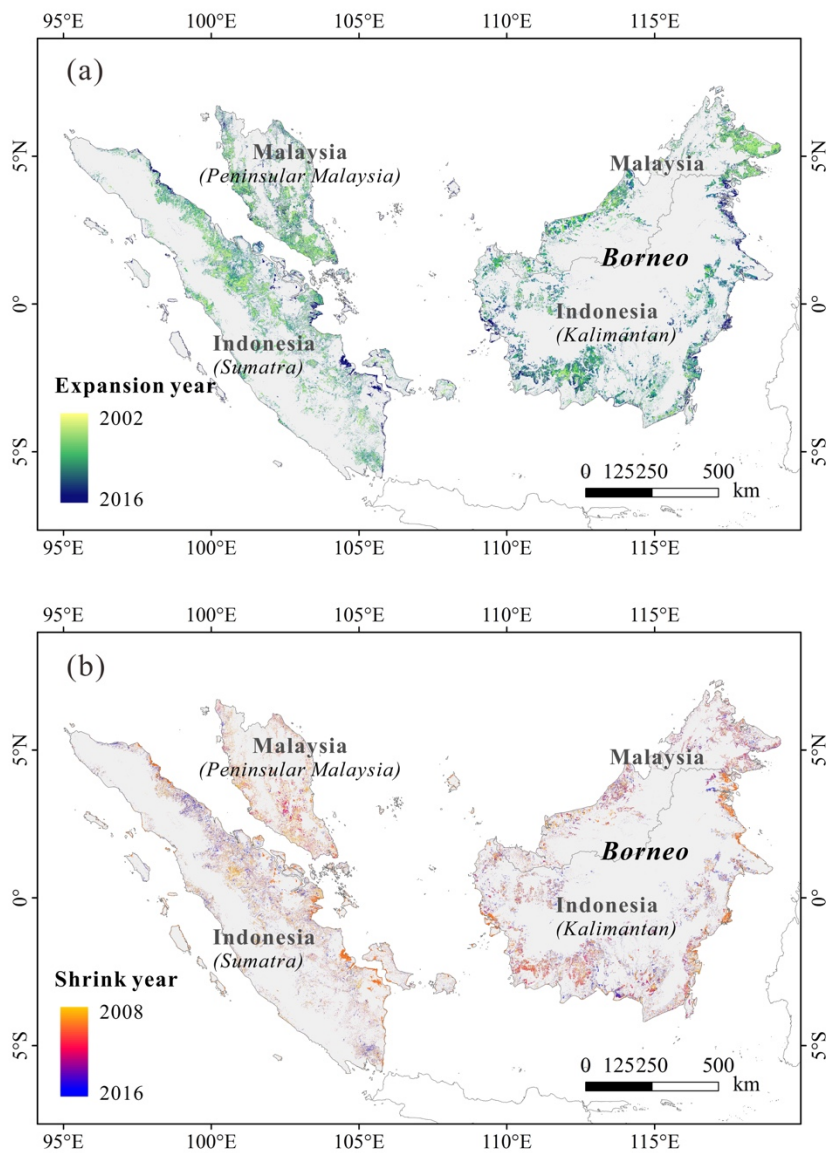 95°E 100°E 105°E 110°E 115°E
(a)
5°N
5°N
Malaysia
(Peninsular Malaysia)
Malaysia
Borneo
0°
0°
Indonesia
(Sumatra)
Indonesia
(Kalimantan)
Expansion year
2002
2016
5°S
5°S
0 125250 500
km
95°E 100°E 105°E 110°E 115°E
95°E 100°E 105°E 110°E 115°E
(b)
5°N
5°N
Malaysia
(Peninsular Malaysia)
Malaysia
Borneo
0°
0°
Indonesia
(Sumatra)
Indonesia
(Kalimantan)
Shrink year
2008
2016
5°S
5°S
0 125250 500
km
95°E 100°E 105°E 110°E 115°E